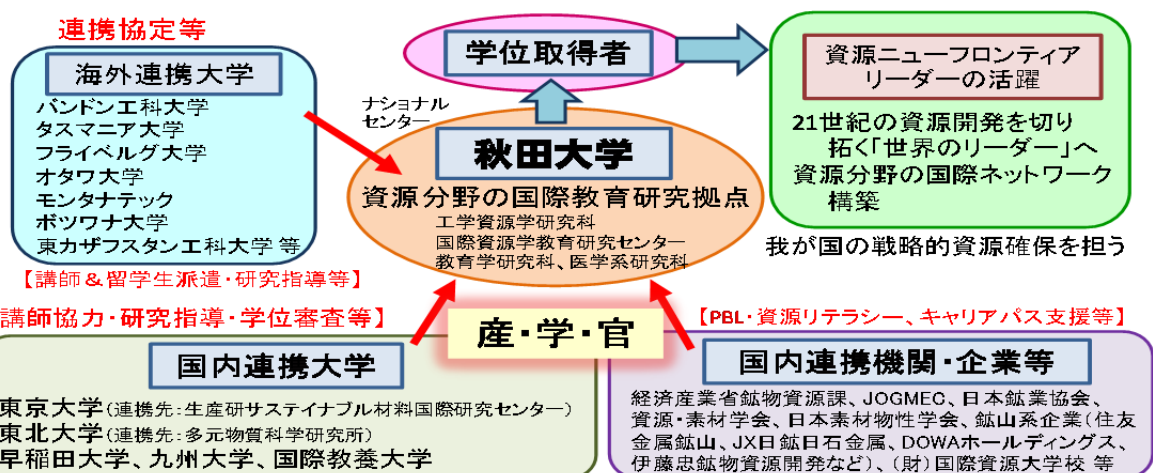 連携協定等
海外連携大学
バンドン工科大学
タスマニア大学
フライベルグ大学
オタワ大学
モンタナテック
ボツワナ大学
東カザフスタン工科大学 等
【講師&留学生派遣・研究指導等】
学位取得者
ナショナル
センター
秋田大学
資源分野の国際教育研究拠点
工学資源学研究科
国際資源学教育研究センター
教育学研究科、医学系研究科
資源ニューフロンティア
リーダーの活躍
21世紀の資源開発を切り
拓く「世界のリーダー」へ
資源分野の国際ネットワーク
構築
我が国の戦略的資源確保を担う
講師協力・研究指導・学位審査等】
産・学・官
【PBL・資源リテラシー、キャリアパス支援等】
国内連携大学
東京大学(連携先:生産研サステイナブル材料国際研究センター)
東北大学(連携先:多元物質科学研究所)
早稲田大学、九州大学、国際教養大学
国内連携機関・企業等
経済産業省鉱物資源課、JOGMEC、日本鉱業協会、
資源・素材学会、日本素材物性学会、鉱山系企業(住友
金属鉱山、JX日鉱日石金属、DOWAホールディングス、
伊藤忠鉱物資源開発など)、(財)国際資源大学校 等